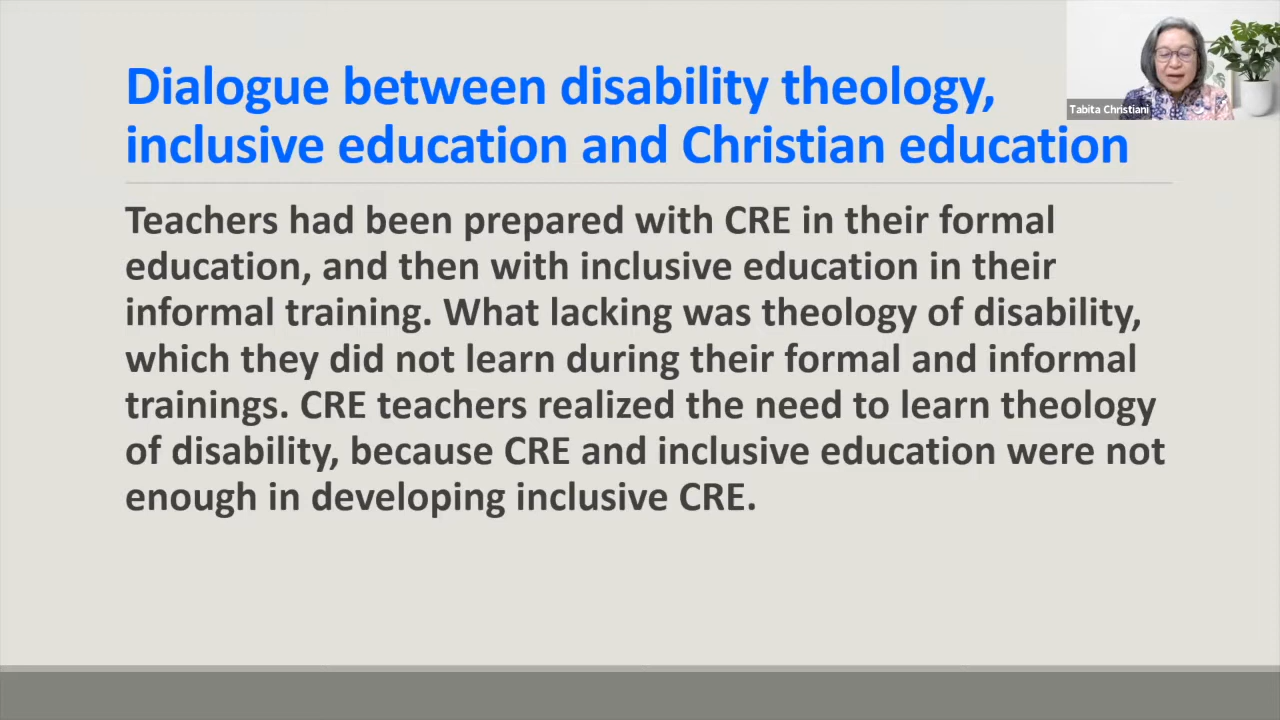 Dialogue between disability theology,
inclusive education and Christian education
Tabita Christiani
Teachers had been prepared with CRE in their formal
education, and then with inclusive education in their
informal training. What lacking was theology of disability,
which they did not learn during their formal and informal
trainings. CRE teachers realized the need to learn theology
of disability, because CRE and inclusive education were not
enough in developing inclusive CRE.